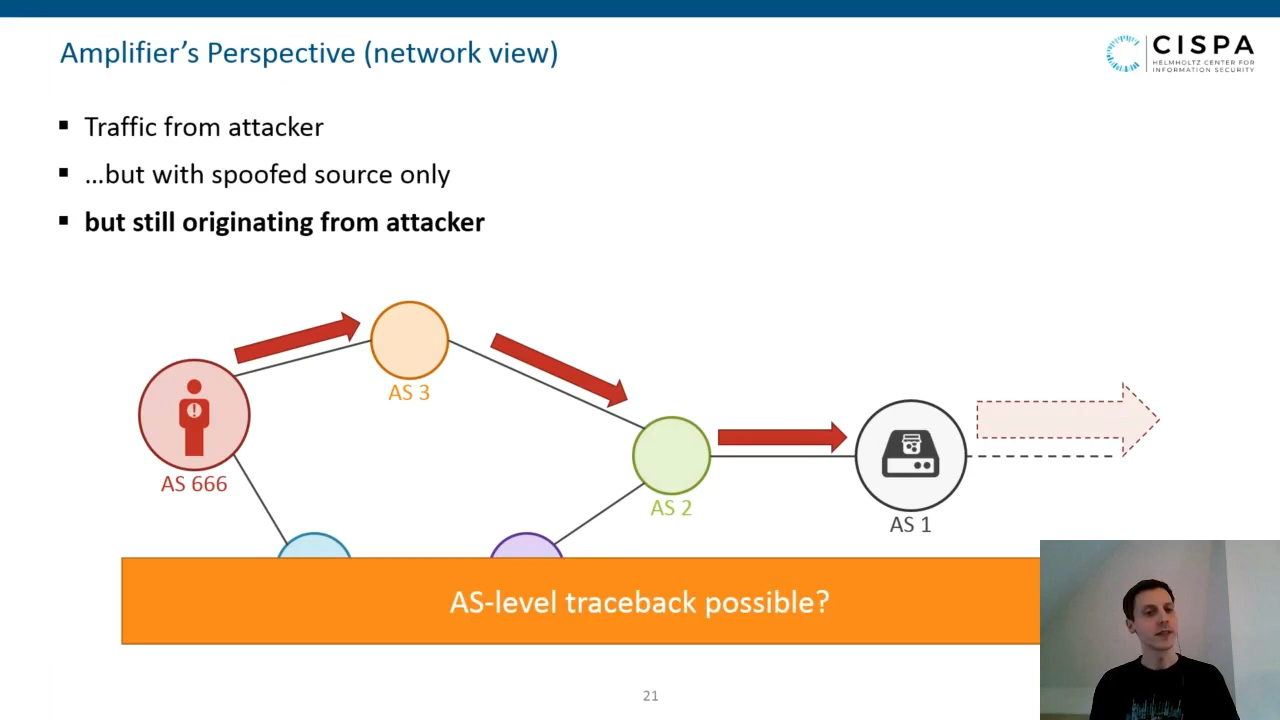 Amplifier's Perspective (network view)
CISPA
HELMHOLTZ CENTER FOR
INFORMATION SECURITY
▪ Traffic from attacker
▪ …but with spoofed source only
▪ but still originating from attacker
AS 3
AS 666
AS 2
AS 1
AS-level traceback possible?
21